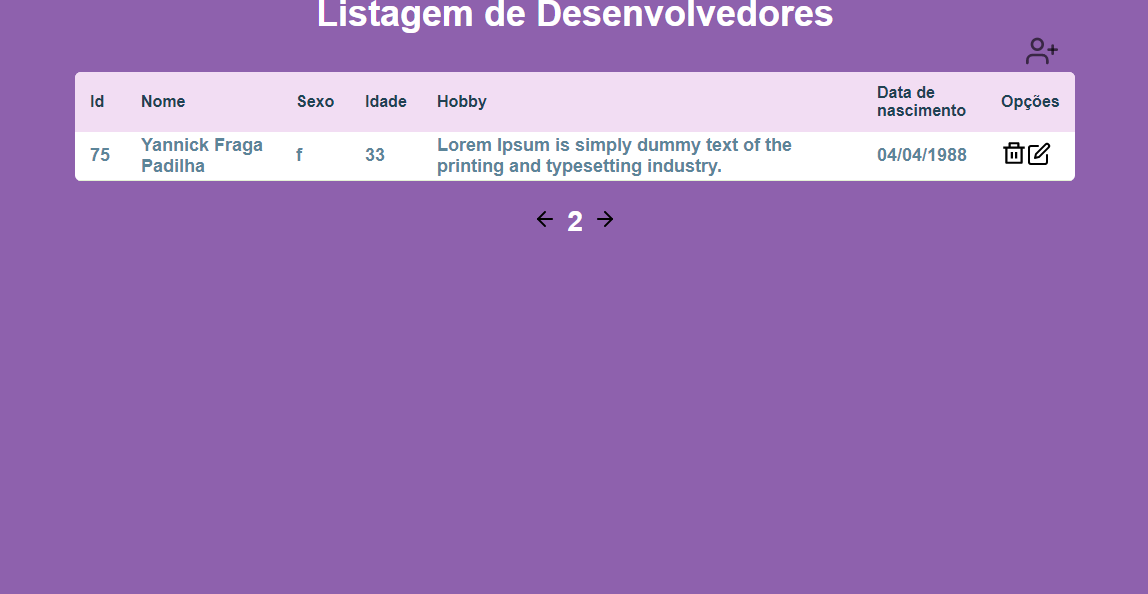 Listagem de Desenvolvedores
Id Nome Sexo Idade Hobby Data de nascimento Opções
75 Yannick Fraga Padilha f 33 Lorem Ipsum is simply dummy text of the printing and typesetting industry. 04/04/1988
2